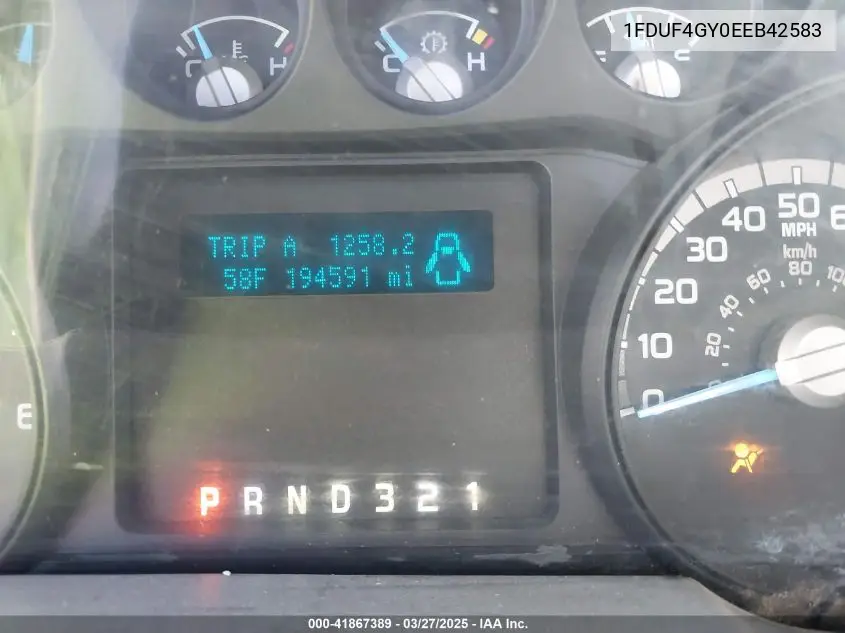 1FDUF4GY0EEB42583
C H
C H
E
TRIP A 1258.2
58F 194591 mi
E
P R N D 3 2 1
0 10 20 30 40 50
MPH
km/h
20 40 60 80 100
000-41867389 - 03/27/2025 - IAA Inc.